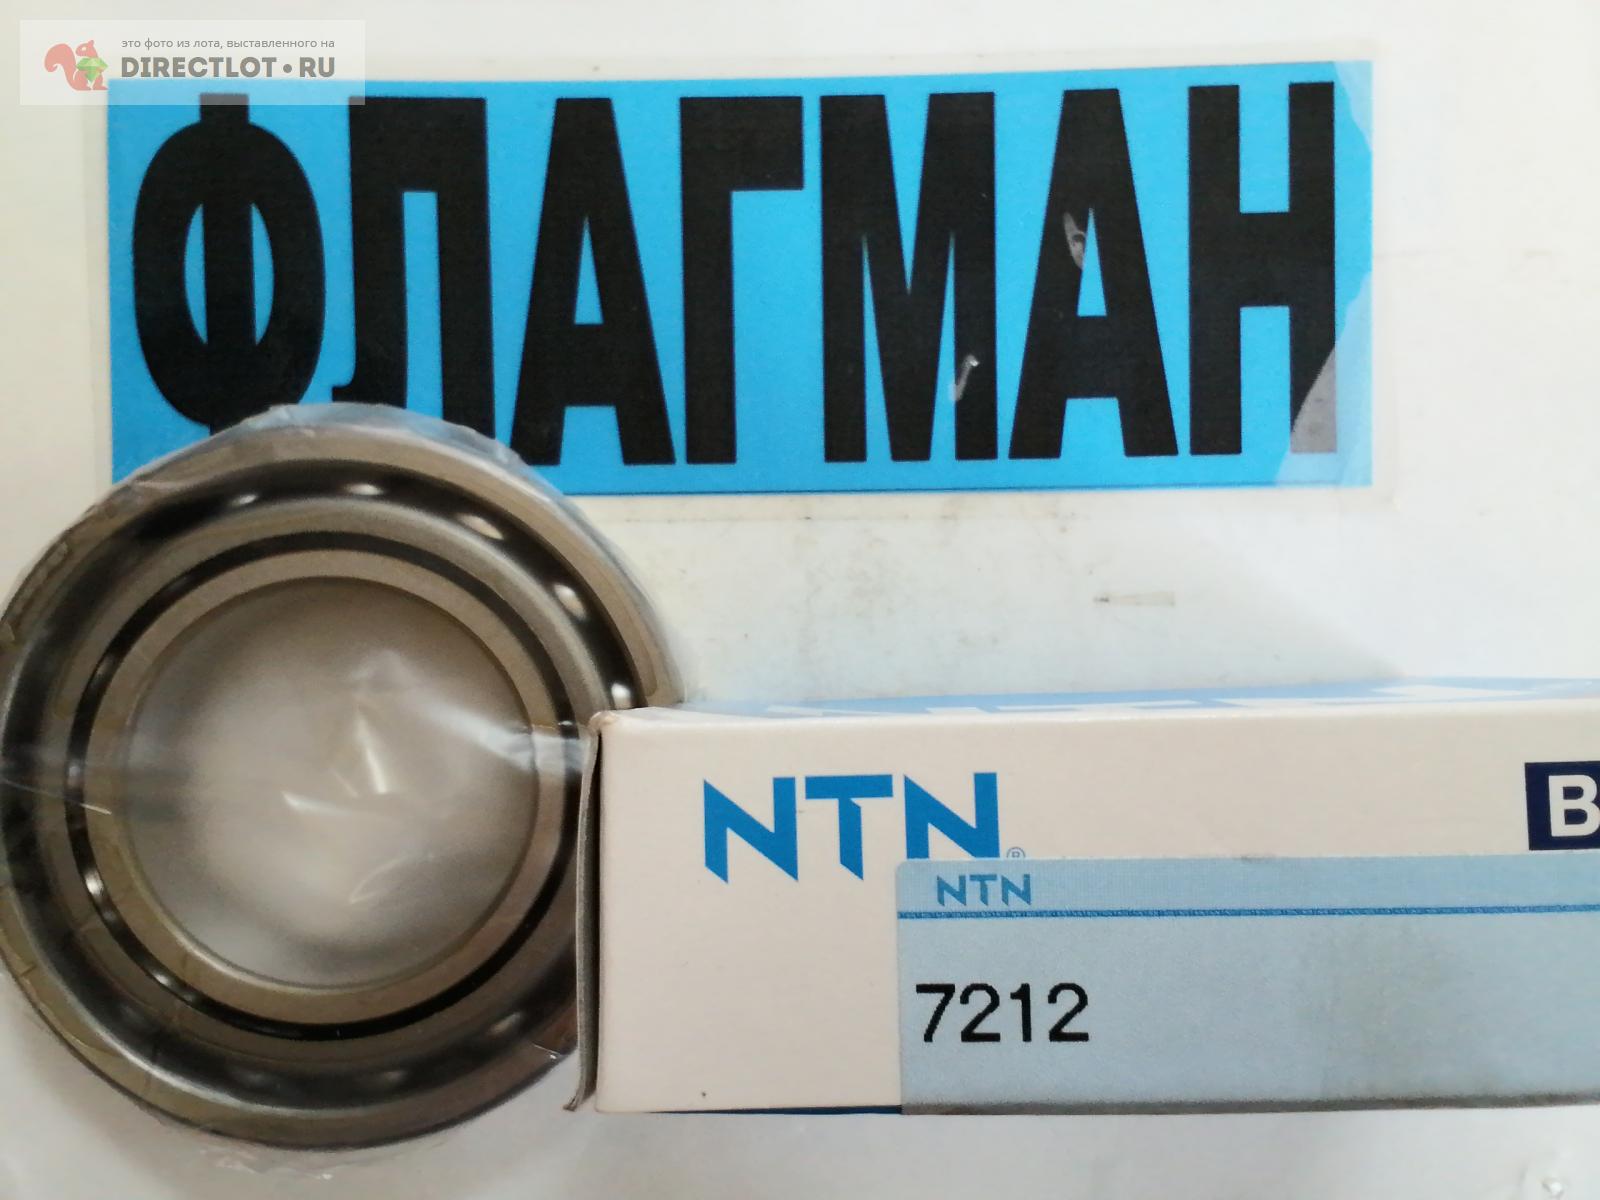 это фото из лота, выставленного на
DIRECTLOT•RU
ФЛАГМАН
NTN®
B
NTN
7212